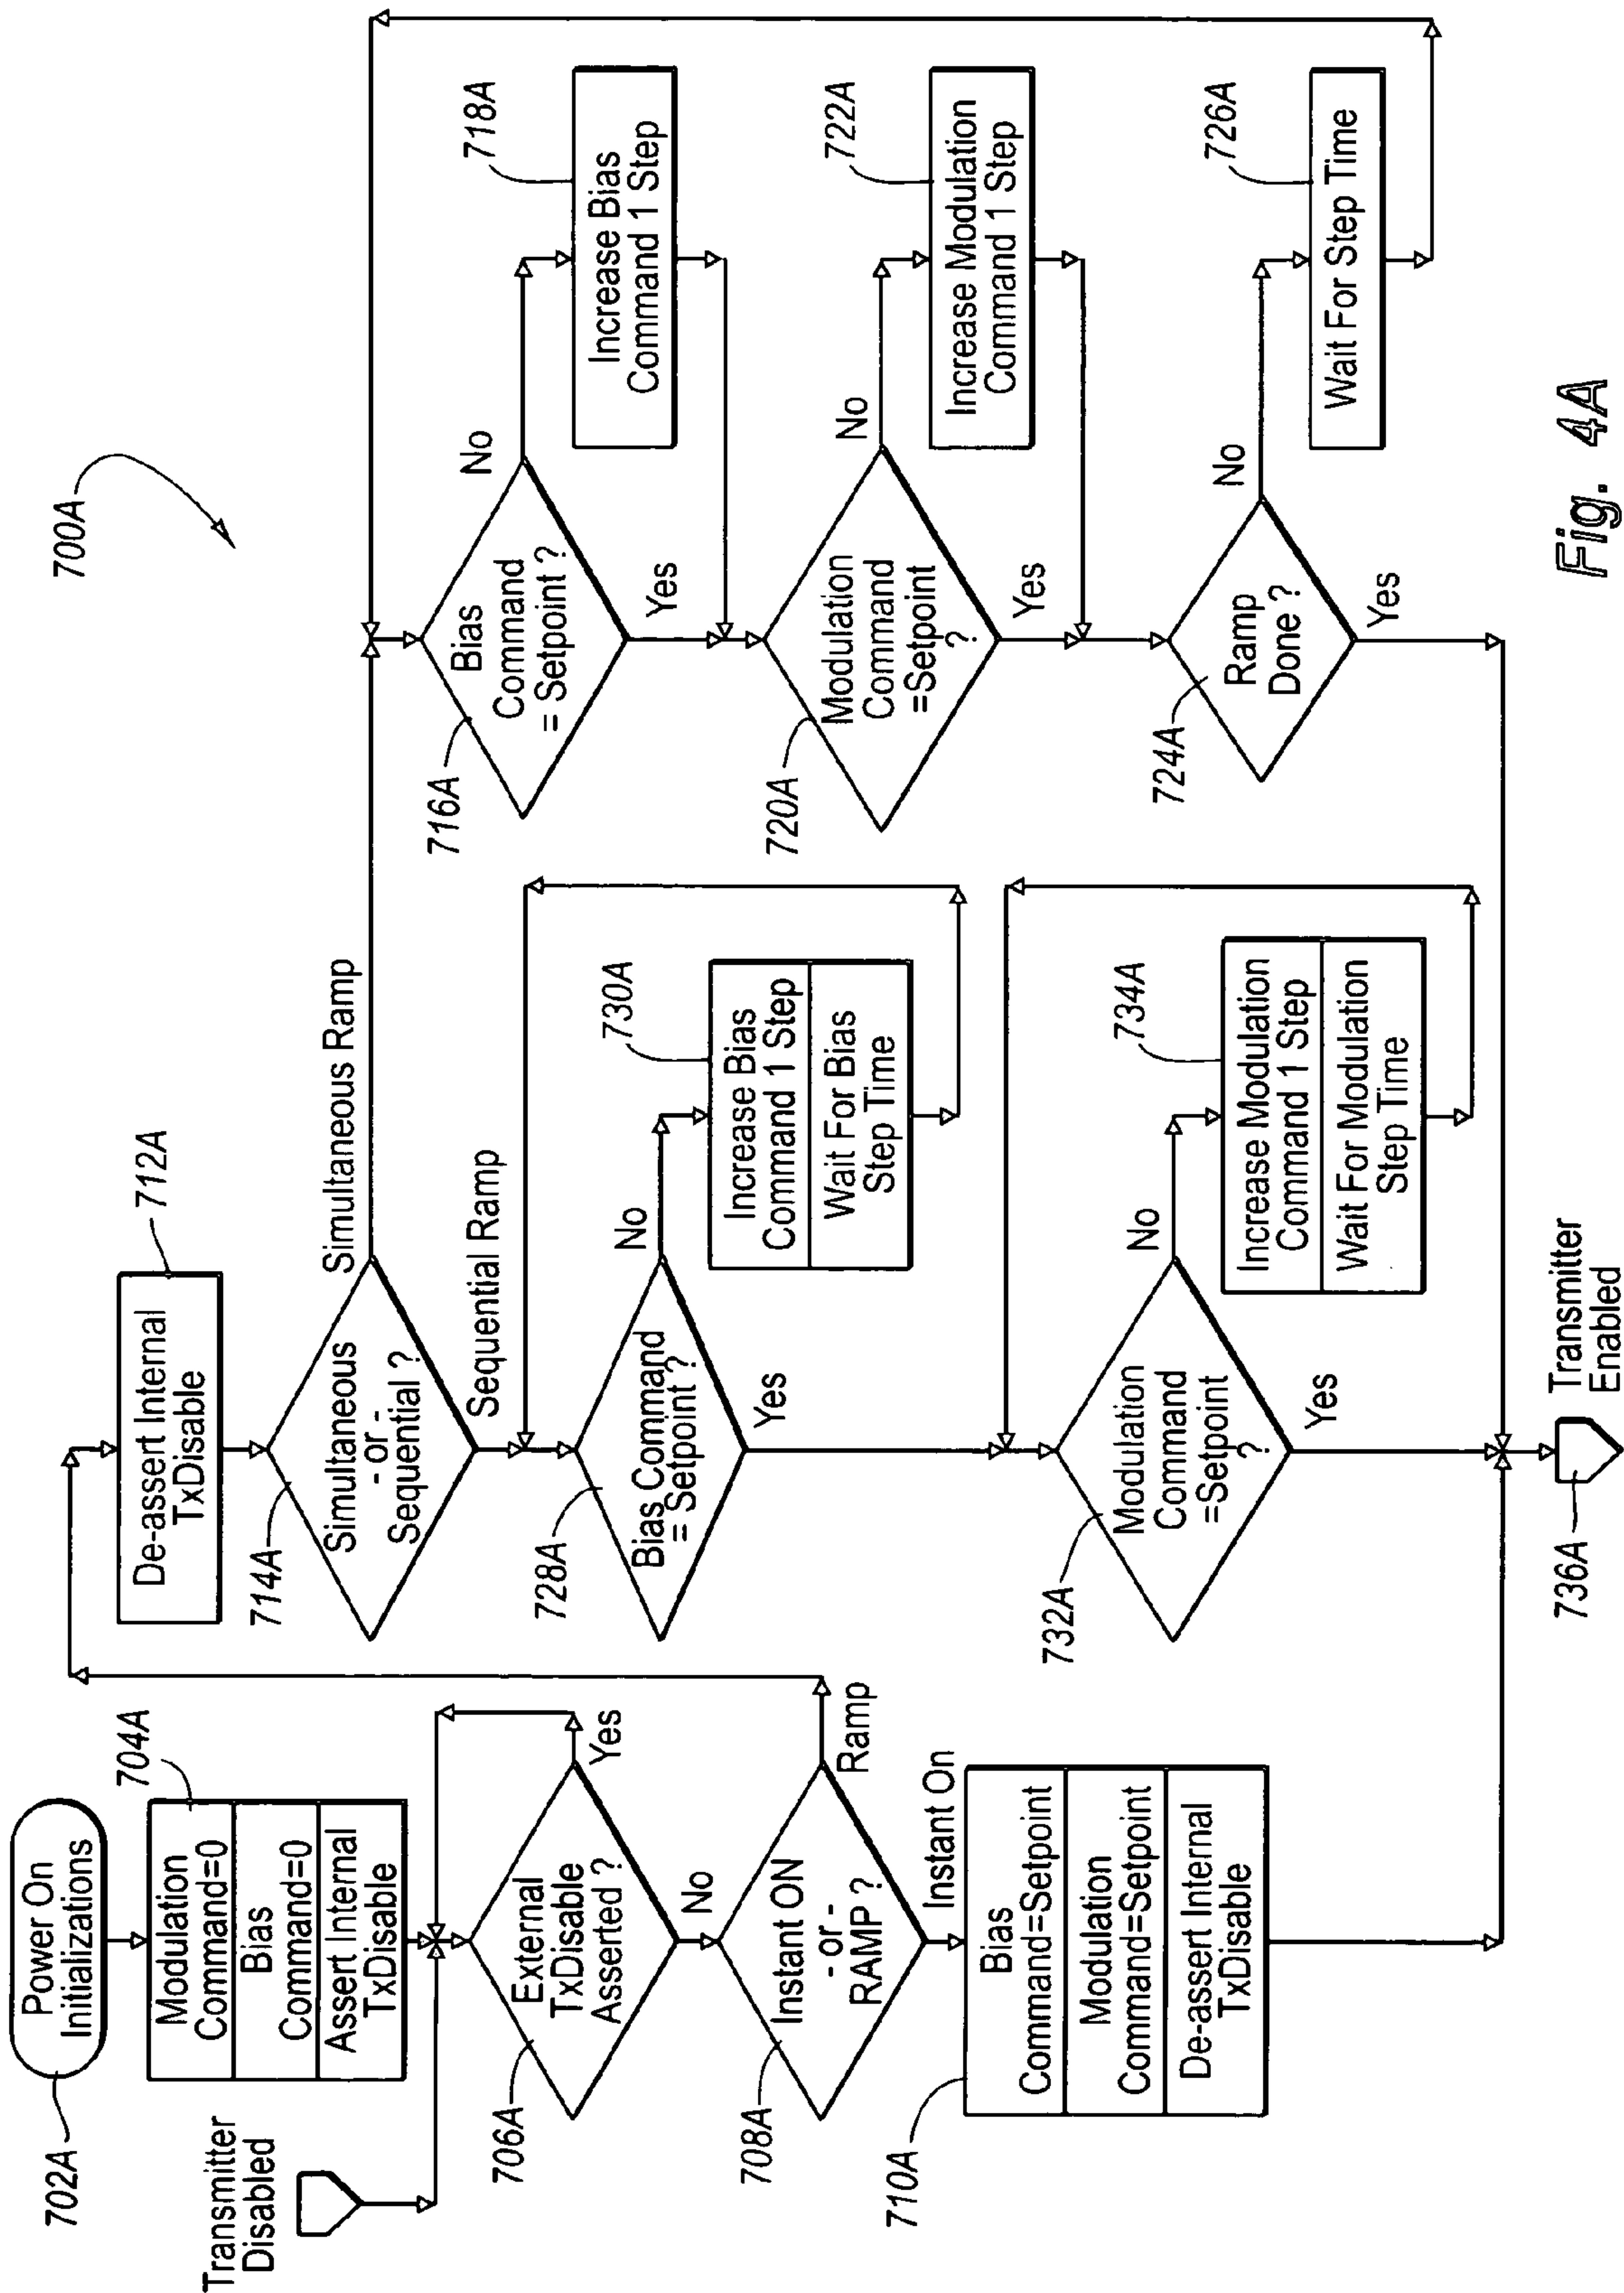 700A
Power On
Initializations
702A
Modulation
Command=0
Bias
Command=0
Assert Internal
TxDisable
704A
Transmitter
Disabled
External
TxDisable
Asserted ?
706A
Yes
No
Instant ON
- or -
RAMP ?
708A
Ramp
Instant On
Bias
Command=Setpoint
Modulation
Command=Setpoint
De-assert Internal
TxDisable
710A
De-assert Internal
TxDisable
712A
Simultaneous
- or -
Sequential ?
714A
Simultaneous Ramp
Sequential Ramp
Bias Command
= Setpoint ?
728A
No
Yes
Increase Bias
Command 1 Step
Wait For Bias
Step Time
730A
Modulation
Command
=Setpoint
?
732A
No
Yes
Increase Modulation
Command 1 Step
Wait For Modulation
Step Time
734A
Bias
Command
= Setpoint ?
716A
No
Yes
Increase Bias
Command 1 Step
718A
Modulation
Command
=Setpoint
?
720A
No
Yes
Increase Modulation
Command 1 Step
722A
Ramp
Done ?
724A
No
Yes
Wait For Step Time
726A
736A
Transmitter
Enabled
Fig. 4A